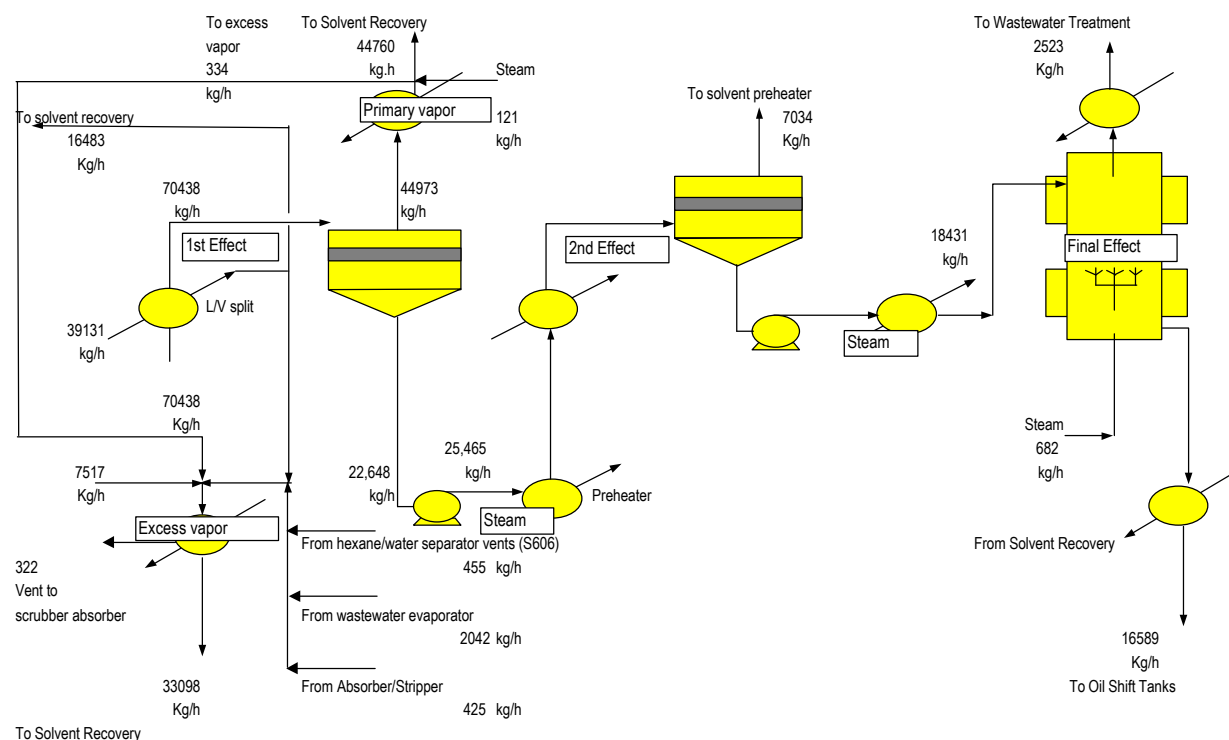 To excess
vapor
334
kg/h
To Solvent Recovery
44760
kg.h
Steam
Primary vapor
121
kg/h
To Wastewater Treatment
2523
Kg/h
To solvent preheater
7034
Kg/h
To solvent recovery
16483
Kg/h
70438
kg/h
44973
kg/h
1st Effect
2nd Effect
18431
kg/h
Final Effect
L/V split
39131
kg/h
Steam
70438
Kg/h
7517
Kg/h
22,648
kg/h
25,465
kg/h
Preheater
Steam
Steam
682
kg/h
Excess vapor
From hexane/water separator vents (S606)
455 kg/h
From Solvent Recovery
322
Vent to
scrubber absorber
From wastewater evaporator
2042 kg/h
16589
Kg/h
To Oil Shift Tanks
33098
Kg/h
From Absorber/Stripper
425 kg/h
To Solvent Recovery